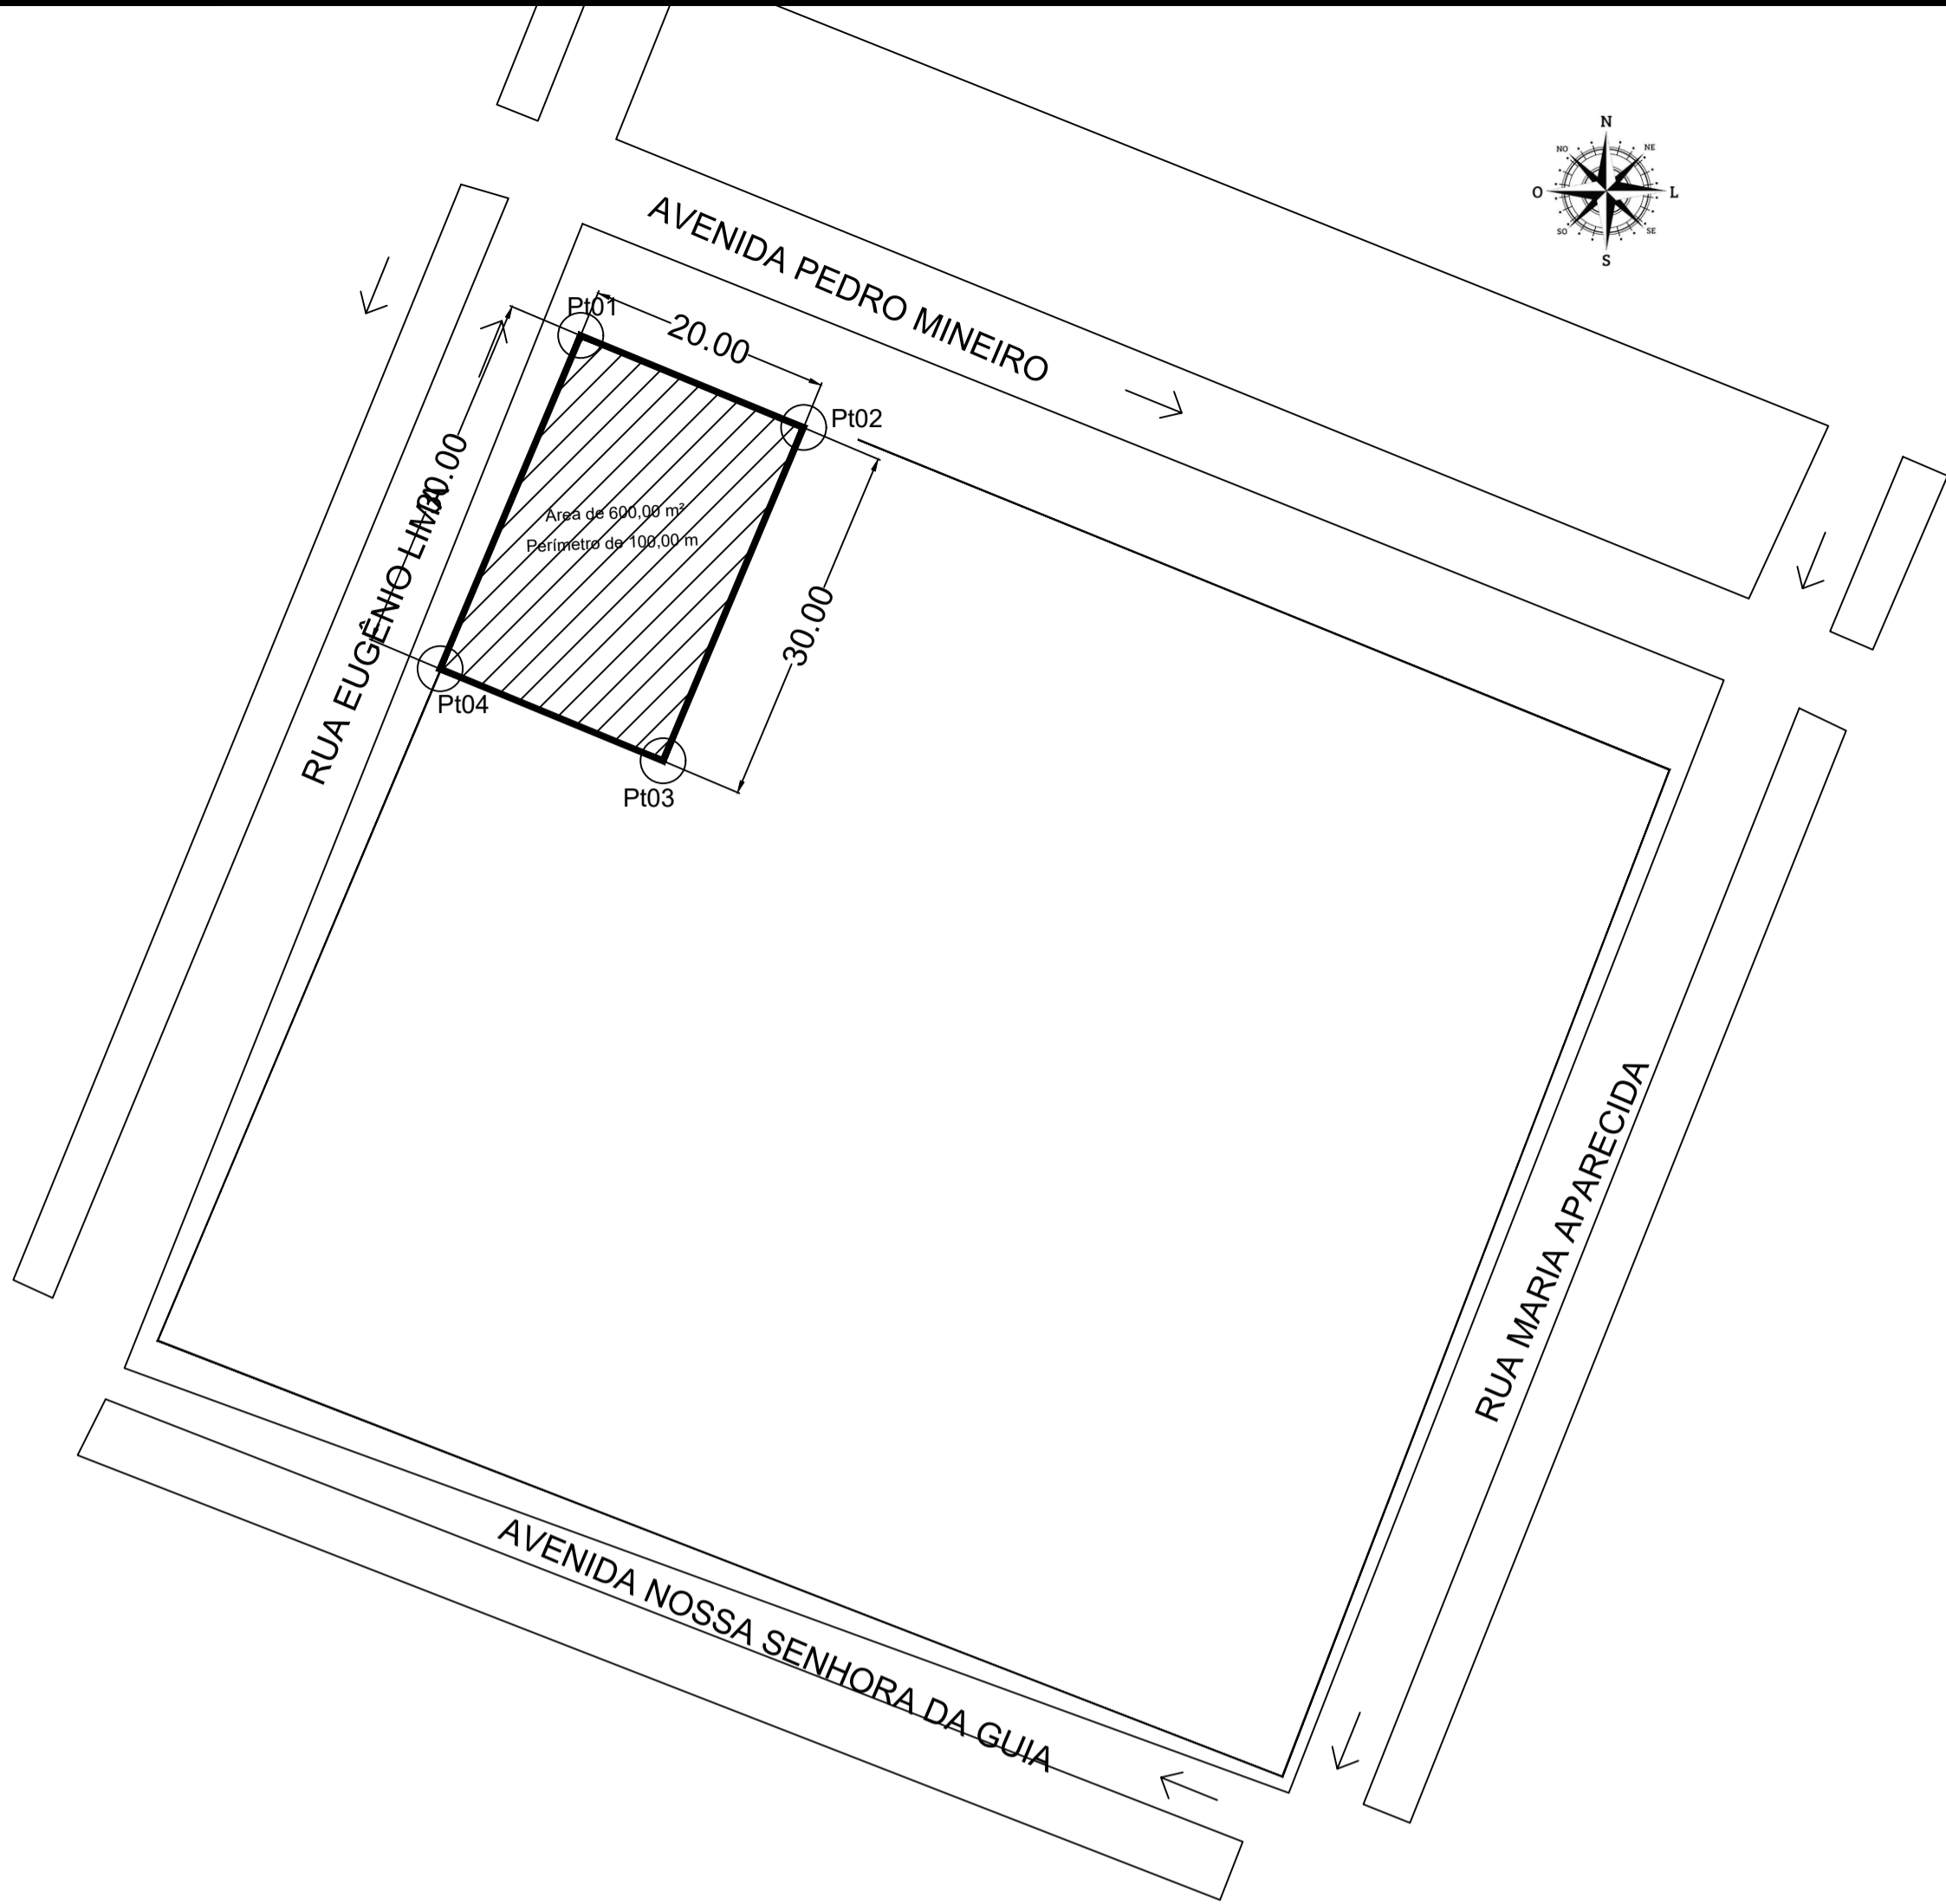 N
NO
NE
O
L
SO
SE
S
AVENIDA PEDRO MINEIRO
Pt01
20.00
Pt02
30.00
RUA EUGÊNIO LIMA
Área de 600,00 m²
Perímetro de 100,00 m
30.00
Pt04
Pt03
RUA MARIA APARECIDA
AVENIDA NOSSA SENHORA DA GUIA